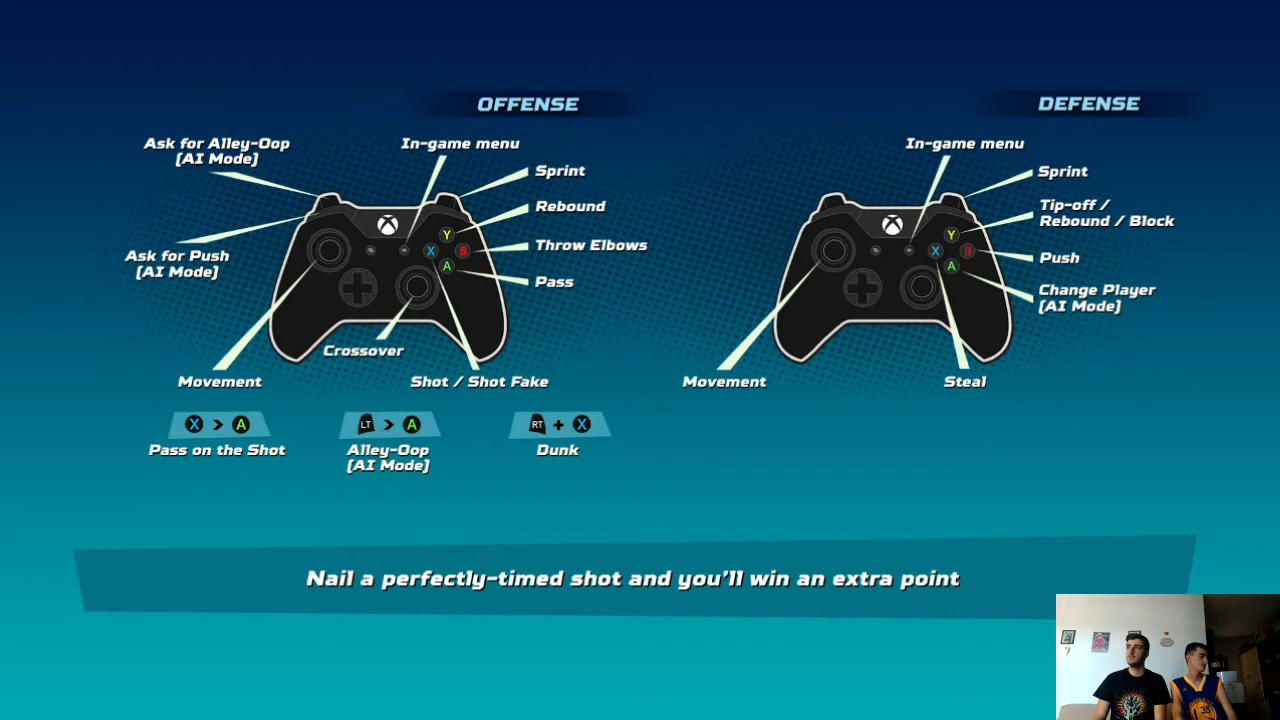 OFFENSE
Ask for Alley-Oop
[AI Mode]
In-game menu
Sprint
Rebound
Throw Elbows
Pass
Ask for Push
[AI Mode]
Y
X
B
A
Crossover
Movement
Shot / Shot Fake
X > A
Pass on the Shot
LT > A
Alley-Oop
[AI Mode]
RT + X
Dunk
DEFENSE
In-game menu
Sprint
Tip-off /
Rebound / Block
Push
Change Player
[AI Mode]
Y
X
B
A
Movement
Steal
Nail a perfectly-timed shot and you'll win an extra point
35